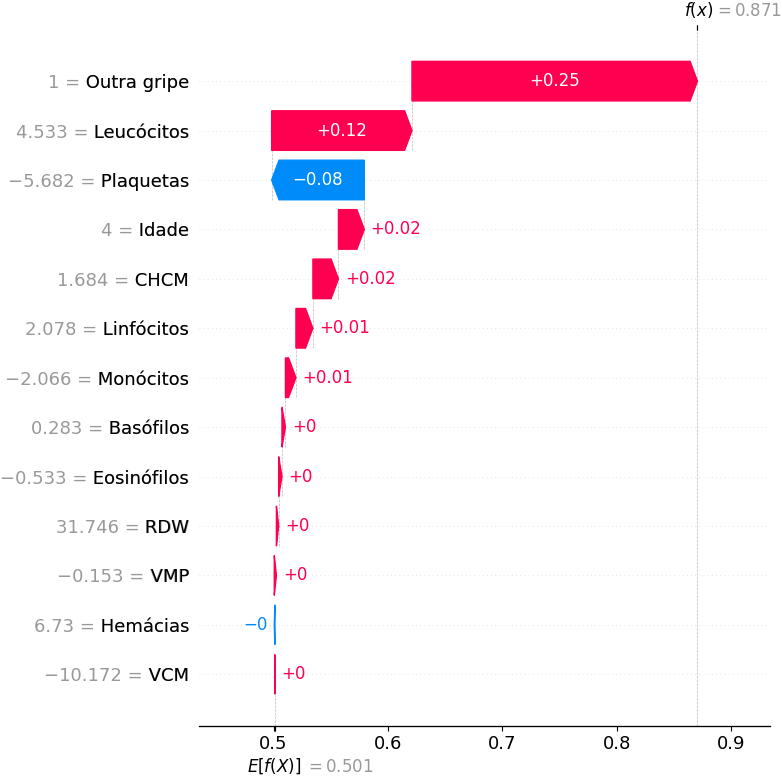 f(x) = 0.871
1 = Outra gripe +0.25
4.533 = Leucócitos +0.12
−5.682 = Plaquetas −0.08
4 = Idade +0.02
1.684 = CHCM +0.02
2.078 = Linfócitos +0.01
−2.066 = Monócitos +0.01
0.283 = Basófilos +0
−0.533 = Eosinófilos +0
31.746 = RDW +0
−0.153 = VMP +0
6.73 = Hemácias −0
−10.172 = VCM +0
0.5 0.6 0.7 0.8 0.9
E[f(X)] = 0.501